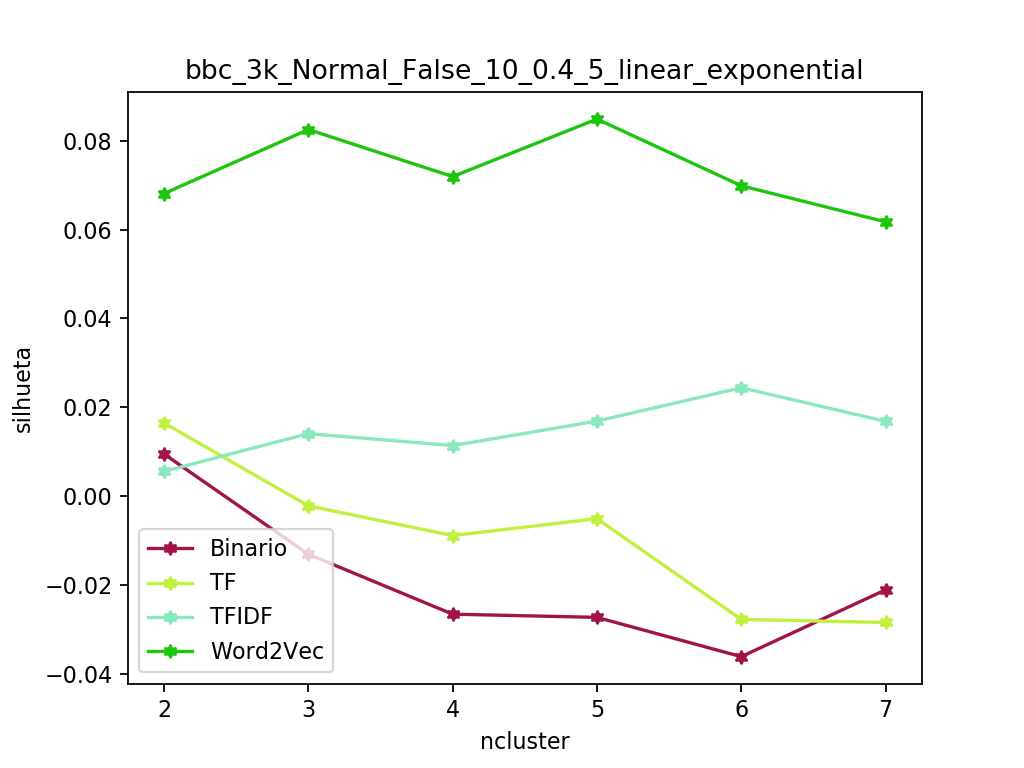 bbc_3k_Normal_False_10_0.4_5_linear_exponential
silhueta
0.08
0.06
0.04
0.02
0.00
−0.02
−0.04
Binario
TF
TFIDF
Word2Vec
2 3 4 5 6 7
ncluster